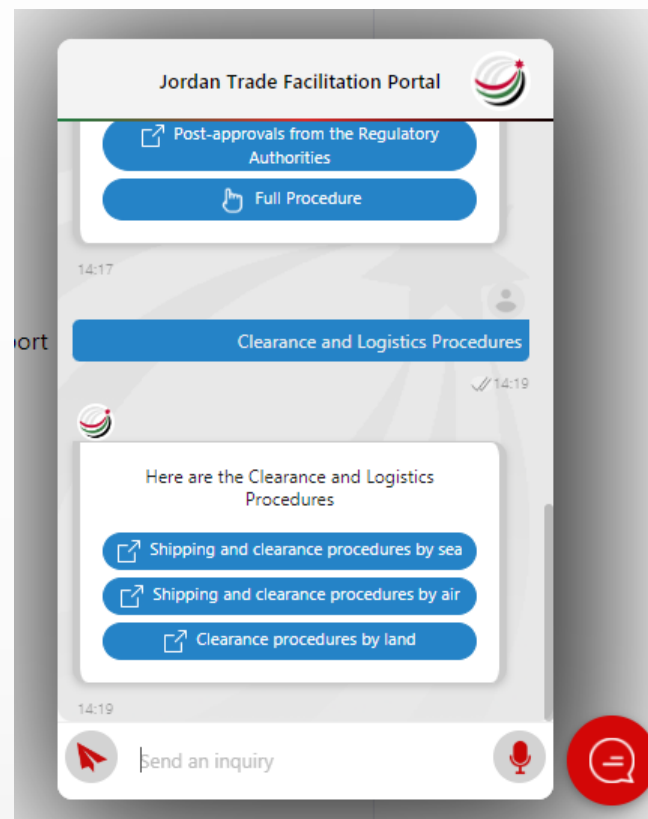 Jordan Trade Facilitation Portal
Post-approvals from the Regulatory
Authorities
Full Procedure
14:17
ort
Clearance and Logistics Procedures
14:19
Here are the Clearance and Logistics
Procedures
Shipping and clearance procedures by sea
Shipping and clearance procedures by air
Clearance procedures by land
14:19
Send an inquiry